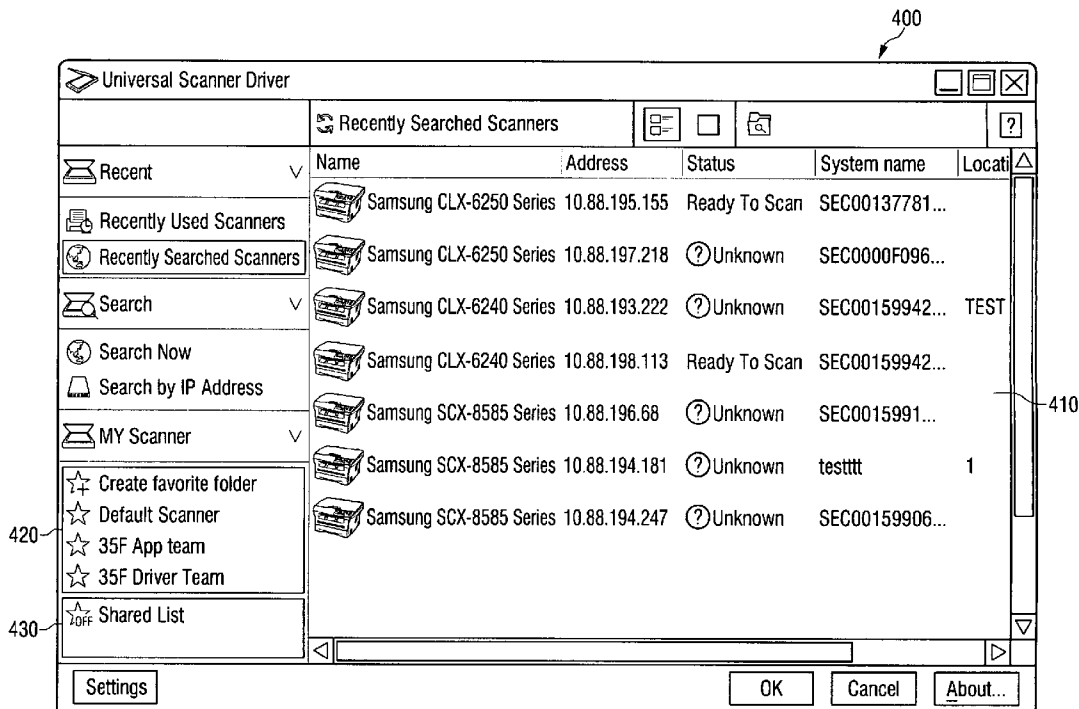 400
Universal Scanner Driver
Recently Searched Scanners ?
Recent
Name Address Status System name Locati
Samsung CLX-6250 Series 10.88.195.155 Ready To Scan SEC00137781...
Recently Used Scanners
Recently Searched Scanners
Samsung CLX-6250 Series 10.88.197.218 ? Unknown SEC0000F096...
Search
Samsung CLX-6240 Series 10.88.193.222 ? Unknown SEC00159942... TEST
Search Now
Samsung CLX-6240 Series 10.88.198.113 Ready To Scan SEC00159942...
Search by IP Address
410
Samsung SCX-8585 Series 10.88.196.68 ? Unknown SEC0015991...
MY Scanner
Samsung SCX-8585 Series 10.88.194.181 ? Unknown testttt 1
Create favorite folder
Default Scanner
Samsung SCX-8585 Series 10.88.194.247 ? Unknown SEC00159906...
420
35F App team
35F Driver Team
430
OFF Shared List
Settings OK Cancel About...